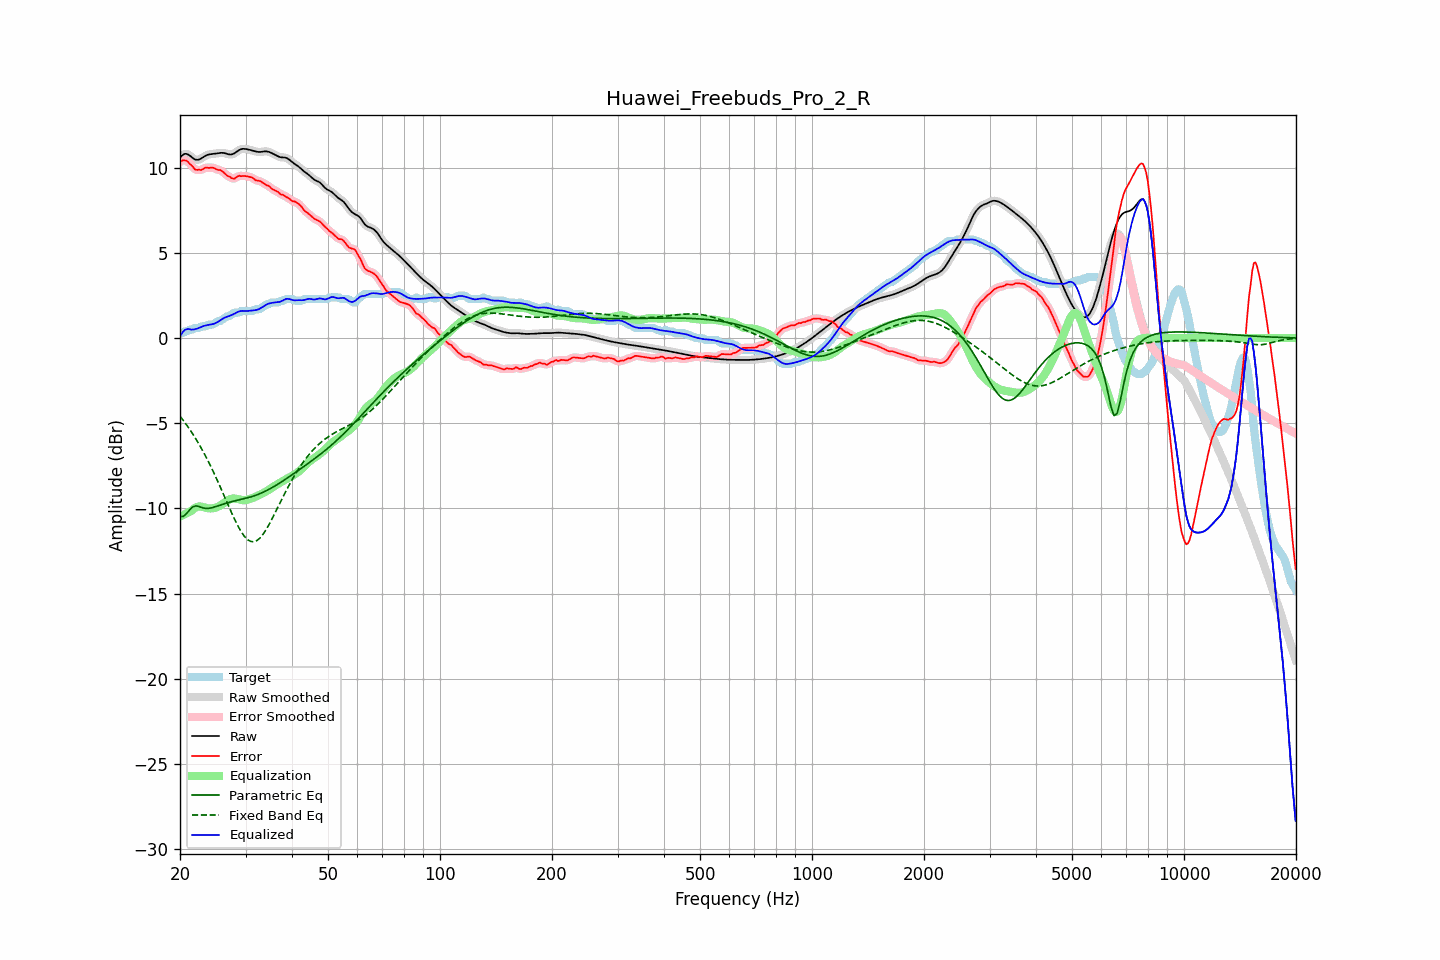 Huawei_Freebuds_Pro_2_R
Amplitude (dBr)
10
5
0
−5
−10
−15
−20
−25
−30
Target
Raw Smoothed
Error Smoothed
Raw
Error
Equalization
Parametric Eq
Fixed Band Eq
Equalized
20 50 100 200 500 1000 2000 5000 10000 20000
Frequency (Hz)